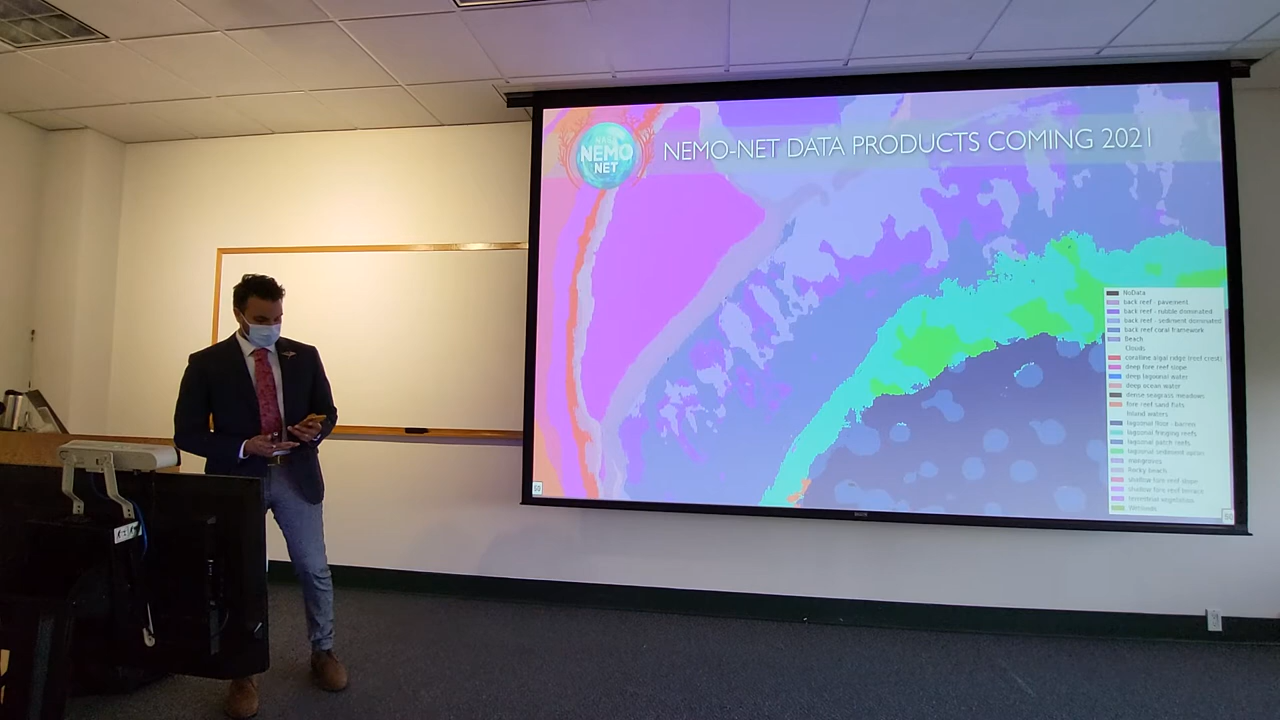 NASA
NEMO
NET
NEMO-NET DATA PRODUCTS COMING 2021
NoData
back reef - pavement
back reef - rubble dominated
back reef - sediment dominated
back reef coral framework
Beach
Clouds
coralline algal ridge (reef crest)
deep fore reef slope
deep lagoonal water
deep ocean water
dense seagrass meadows
fore reef sand flats
Inland waters
lagoonal floor - barren
lagoonal fringing reefs
lagoonal patch reefs
lagoonal sediment apron
mangroves
Rocky beach
shallow fore reef slope
shallow fore reef terrace
terrestrial vegetation
50
50